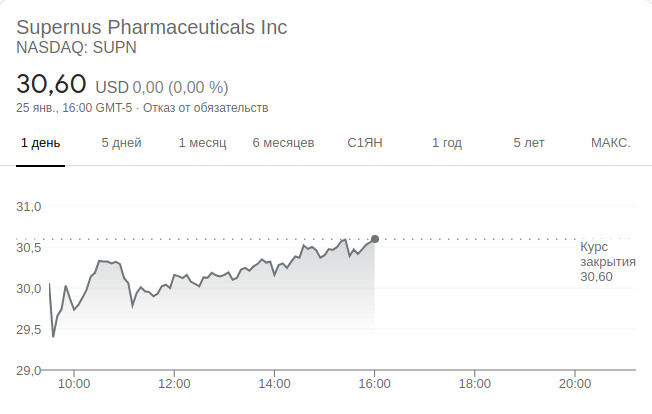 Supernus Pharmaceuticals Inc
NASDAQ: SUPN
30,60 USD 0,00 (0,00 %)
25 янв., 16:00 GMT-5 · Отказ от обязательств
1 день 5 дней 1 месяц 6 месяцев С1ЯН 1 год 5 лет МАКС.
31,0
30,5
30,0
29,5
29,0
Курс
закрытия
30,60
10:00 12:00 14:00 16:00 18:00 20:00